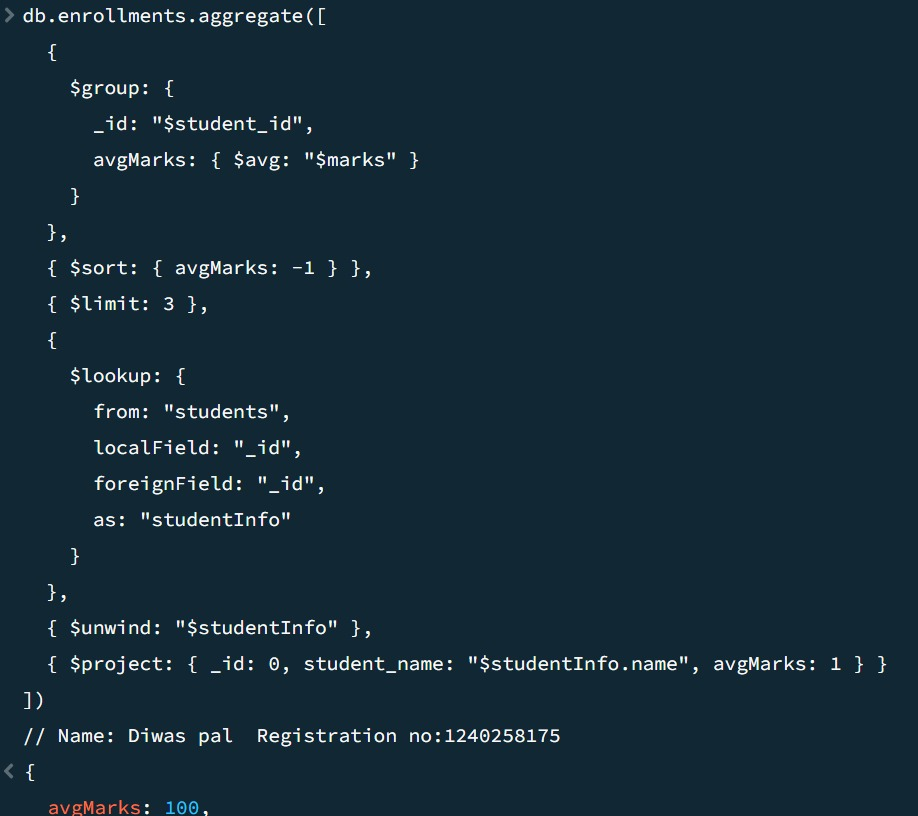 db.enrollments.aggregate([
{
$group: {
_id: "$student_id",
avgMarks: { $avg: "$marks" }
}
},
{ $sort: { avgMarks: -1 } },
{ $limit: 3 },
{
$lookup: {
from: "students",
localField: "_id",
foreignField: "_id",
as: "studentInfo"
}
},
{ $unwind: "$studentInfo" },
{ $project: { _id: 0, student_name: "$studentInfo.name", avgMarks: 1 } }
])
// Name: Diwas pal  Registration no:1240258175
{
avgMarks: 100,